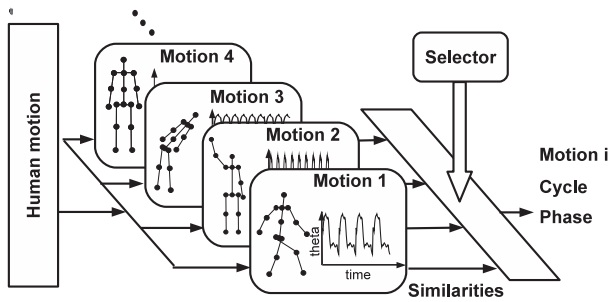 Human motion
Motion 4
Motion 3
Motion 2
Motion 1
theta
time
Selector
Similarities
Motion i
Cycle
Phase